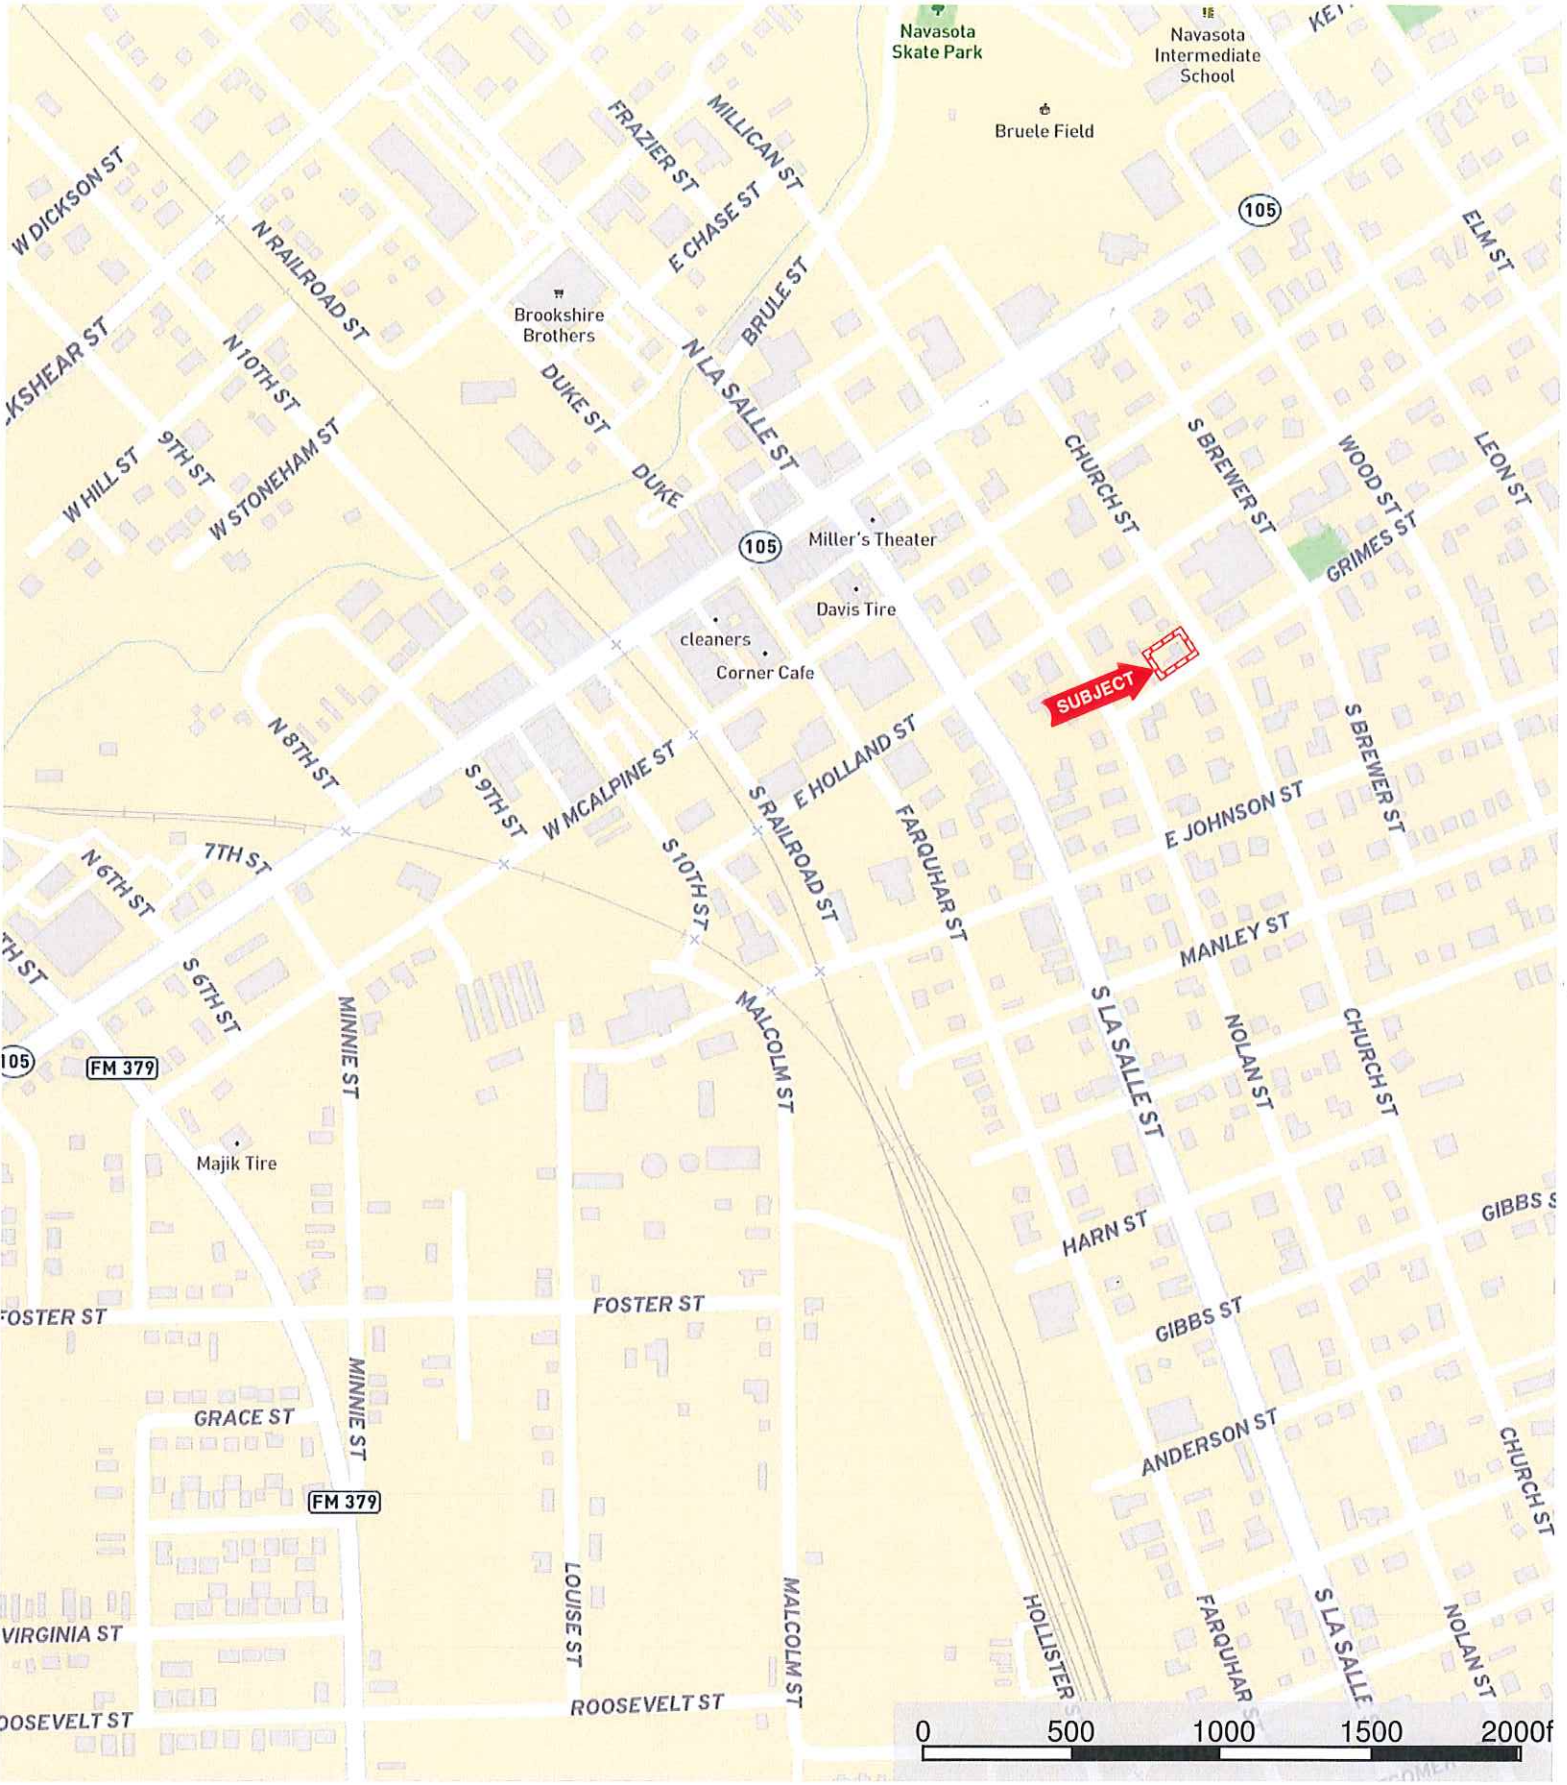 Navasota
Skate Park
Navasota
Intermediate
School
Bruele Field
FRAZIER ST
MILLICAN ST
W DICKSON ST
E CHASE ST
105
ELM ST
N RAILROAD ST
BRULE ST
Brookshire
Brothers
CKSHEAR ST
N 10TH ST
N LA SALLE ST
DUKE ST
9TH ST
W HILL ST
W STONEHAM ST
DUKE
CHURCH ST
S BREWER ST
WOOD ST
LEON ST
105
Miller's Theater
GRIMES ST
Davis Tire
cleaners
Corner Cafe
SUBJECT
N 8TH ST
S 9TH ST
W MCALPINE ST
E HOLLAND ST
S BREWER ST
S RAILROAD ST
E JOHNSON ST
FARQUHAR ST
7TH ST
N 6TH ST
S 10TH ST
TH ST
MANLEY ST
S 6TH ST
MINNIE ST
MALCOLM ST
S LA SALLE ST
NOLAN ST
CHURCH ST
105
FM 379
Majik Tire
HARN ST
GIBBS S
FOSTER ST
FOSTER ST
GIBBS ST
MINNIE ST
GRACE ST
ANDERSON ST
CHURCH ST
FM 379
LOUISE ST
MALCOLM ST
HOLLISTER S
FARQUHAR ST
S LA SALLE
NOLAN ST
VIRGINIA ST
ROOSEVELT ST
OOSEVELT ST
0 500 1000 1500 2000f